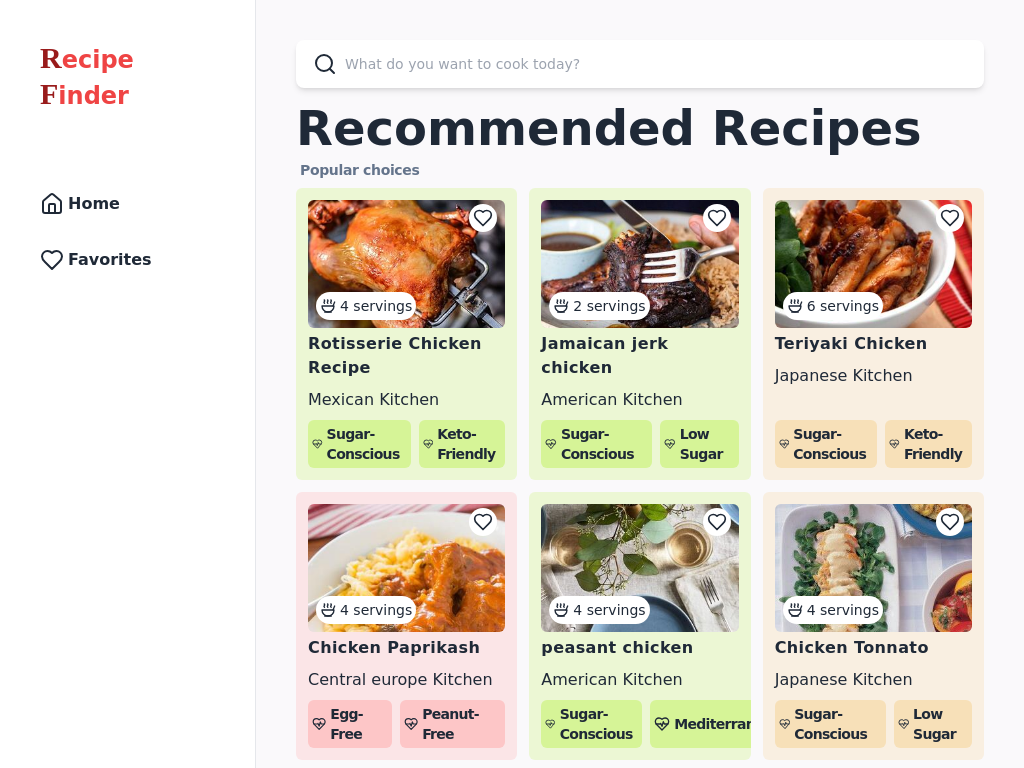 Recipe
Finder
Home
Favorites
What do you want to cook today?
Recommended Recipes
Popular choices
4 servings
Rotisserie Chicken
Recipe
Mexican Kitchen
Sugar-
Conscious
Keto-
Friendly
2 servings
Jamaican jerk
chicken
American Kitchen
Sugar-
Conscious
Low
Sugar
6 servings
Teriyaki Chicken
Japanese Kitchen
Sugar-
Conscious
Keto-
Friendly
4 servings
Chicken Paprikash
Central europe Kitchen
Egg-
Free
Peanut-
Free
4 servings
peasant chicken
American Kitchen
Sugar-
Conscious
Mediterra
4 servings
Chicken Tonnato
Japanese Kitchen
Sugar-
Conscious
Low
Sugar